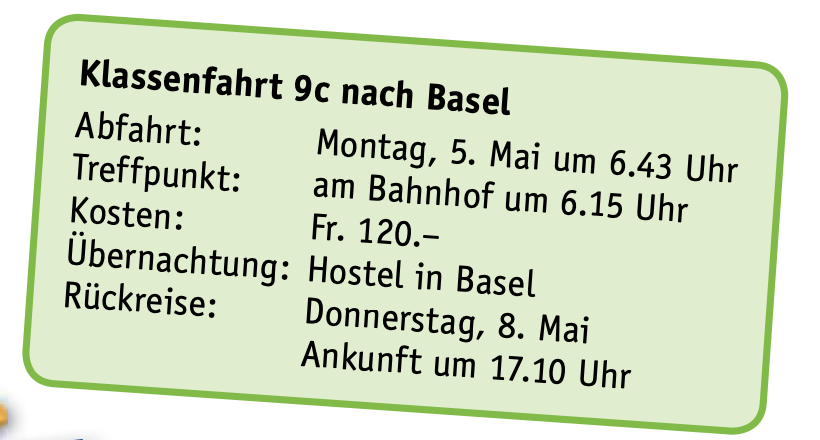 Klassenfahrt 9c nach Basel
Abfahrt: Montag, 5. Mai um 6.43 Uhr
Treffpunkt: am Bahnhof um 6.15 Uhr
Kosten: Fr. 120.–
Übernachtung: Hostel in Basel
Rückreise: Donnerstag, 8. Mai
Ankunft um 17.10 Uhr